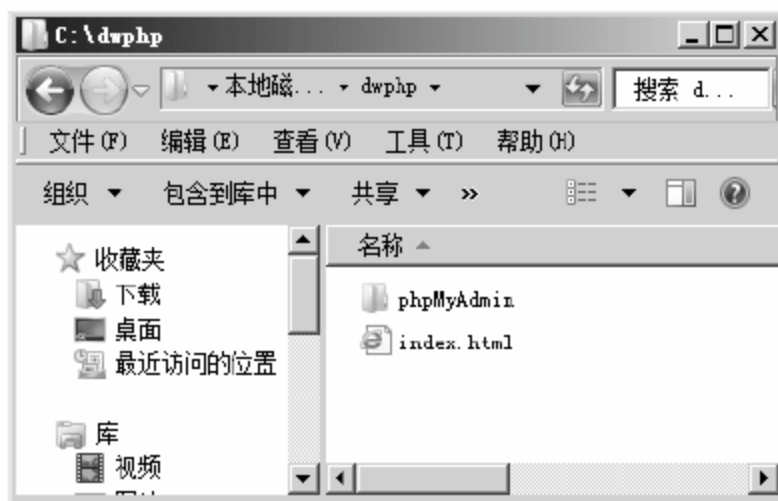 C:\dwphp
本地磁... dwphp 搜索 d...
文件(F) 编辑(E) 查看(V) 工具(T) 帮助(H)
组织 包含到库中 共享 »
收藏夹
下载
桌面
最近访问的位置
库
视频
名称
phpMyAdmin
index.html